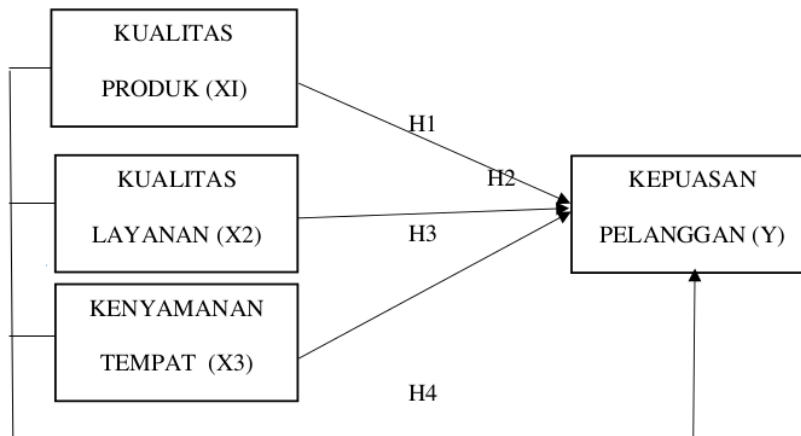 KUALITAS
PRODUK (XI)
H1
KUALITAS
LAYANAN (X2)
H2
KEPUASAN
PELANGGAN (Y)
H3
KENYAMANAN
TEMPAT (X3)
H4